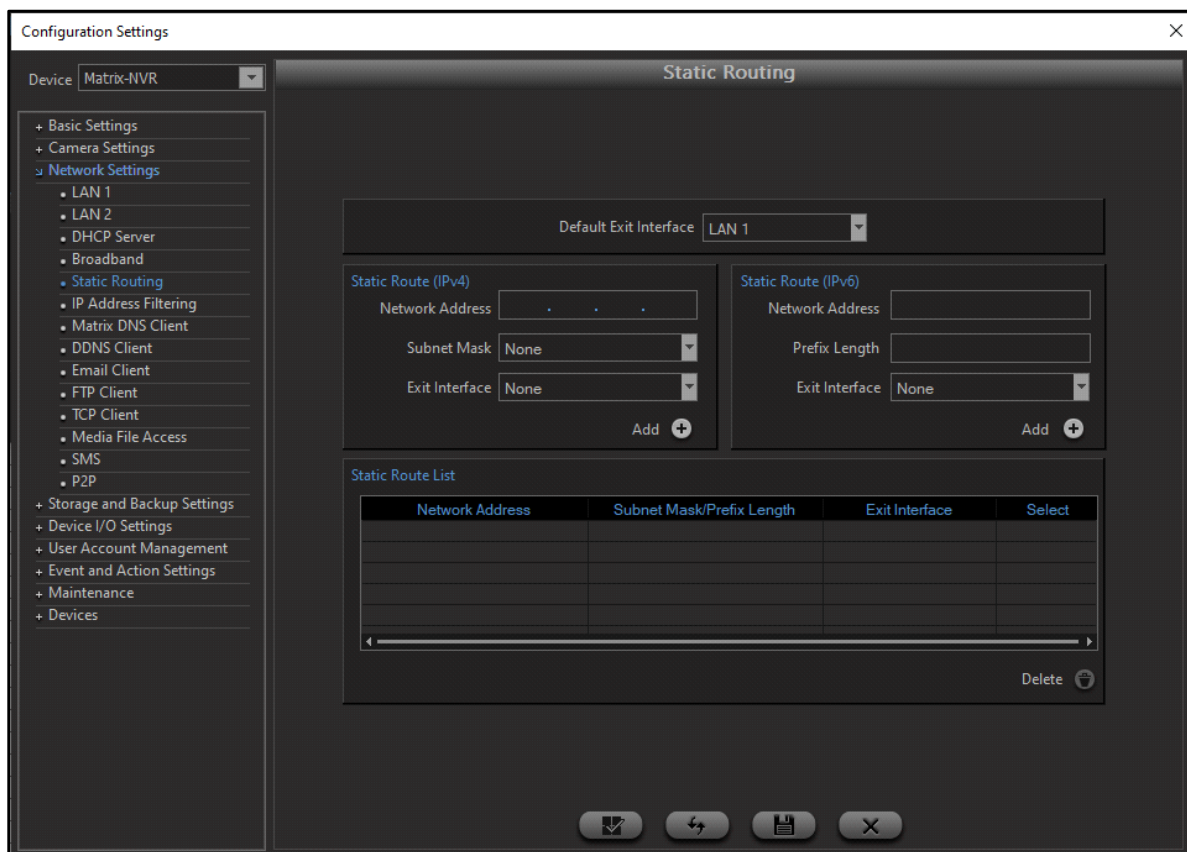 Configuration Settings
Device Matrix-NVR
Static Routing
+ Basic Settings
+ Camera Settings
Network Settings
• LAN 1
• LAN 2
• DHCP Server
• Broadband
• Static Routing
• IP Address Filtering
• Matrix DNS Client
• DDNS Client
• Email Client
• FTP Client
• TCP Client
• Media File Access
• SMS
• P2P
+ Storage and Backup Settings
+ Device I/O Settings
+ User Account Management
+ Event and Action Settings
+ Maintenance
+ Devices
Default Exit Interface LAN 1
Static Route (IPv4)
Network Address . . .
Subnet Mask None
Exit Interface None
Add
Static Route (IPv6)
Network Address
Prefix Length
Exit Interface None
Add
Static Route List
Network Address Subnet Mask/Prefix Length Exit Interface Select
Delete